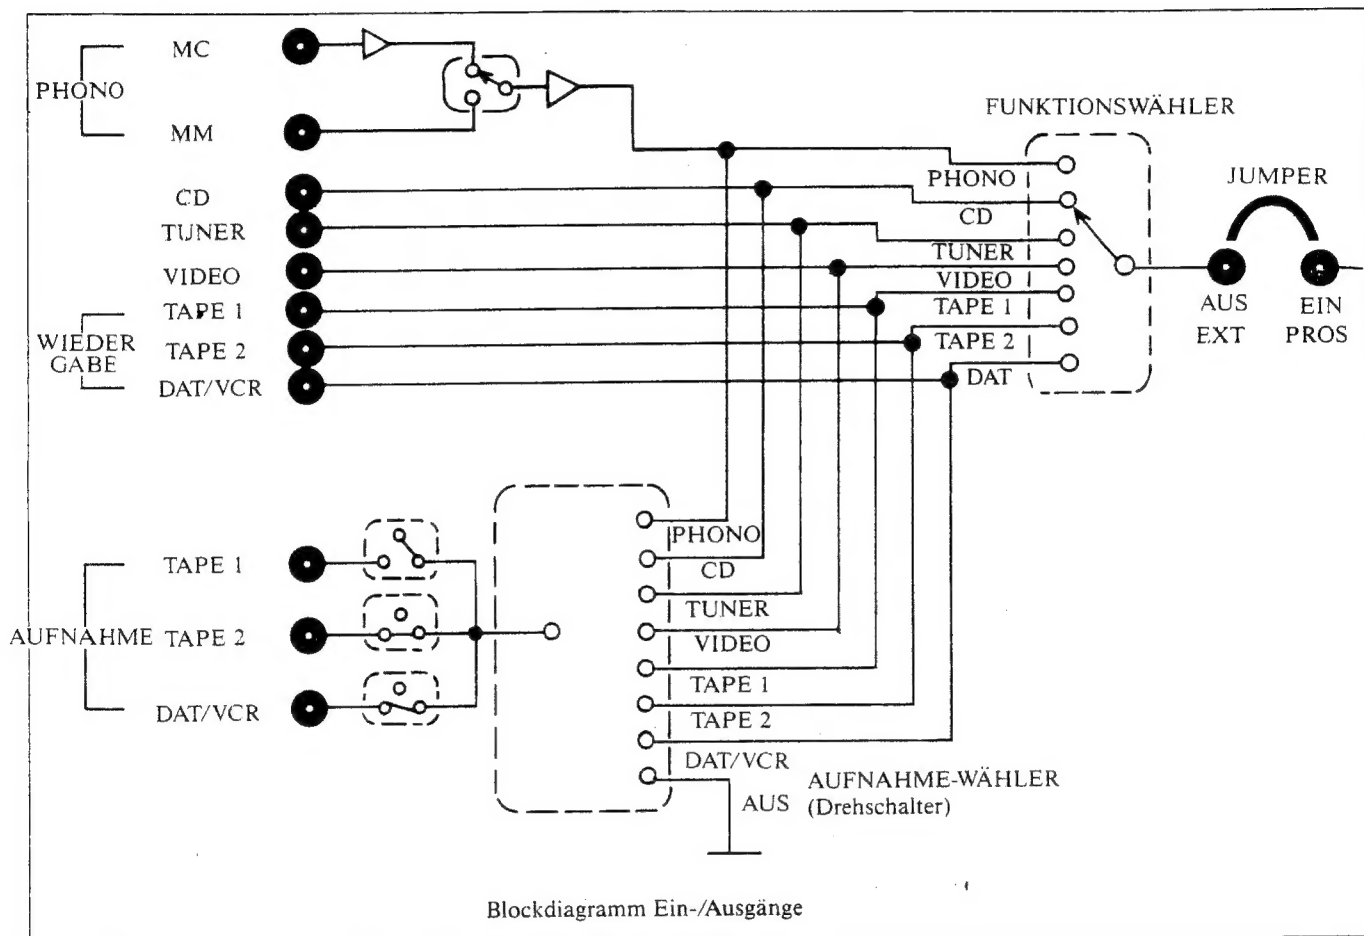 MC
PHONO
MM
CD
TUNER
VIDEO
TAPE 1
WIEDER
GABE
TAPE 2
DAT/VCR
FUNKTIONSWÄHLER
PHONO
CD
TUNER
VIDEO
TAPE 1
TAPE 2
DAT
JUMPER
AUS
EXT
EIN
PROS
TAPE 1
AUFNAHME
TAPE 2
DAT/VCR
PHONO
CD
TUNER
VIDEO
TAPE 1
TAPE 2
DAT/VCR
AUS
AUFNAHME-WÄHLER
(Drehschalter)
Blockdiagramm Ein-/Ausgänge